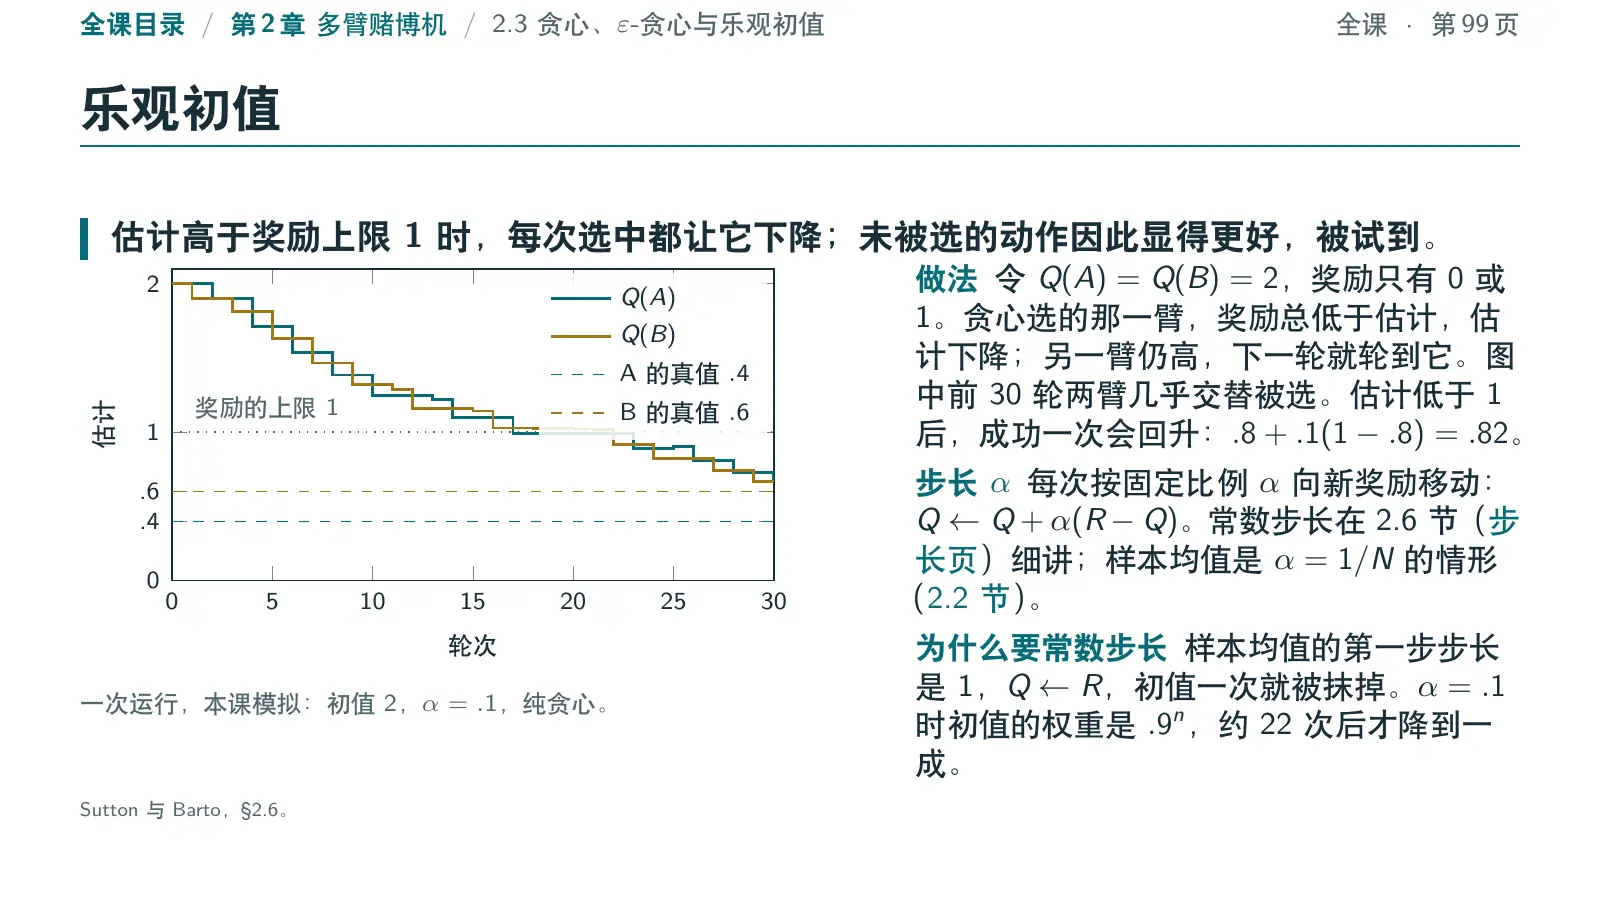 全课目录 / 第 2 章 多臂赌博机 / 2.3 贪心、ε-贪心与乐观初值
全课 · 第 99 页
乐观初值
估计高于奖励上限 1 时，每次选中都让它下降；未被选的动作因此显得更好，被试到。
2
1
.6
.4
0
估计
Q(A)
Q(B)
A 的真值 .4
B 的真值 .6
奖励的上限 1
0 5 10 15 20 25 30
轮次
一次运行，本课模拟：初值 2，α = .1，纯贪心。
做法 令 Q(A) = Q(B) = 2，奖励只有 0 或
1。贪心选的那一臂，奖励总低于估计，估
计下降；另一臂仍高，下一轮就轮到它。图
中前 30 轮两臂几乎交替被选。估计低于 1
后，成功一次会回升：.8 + .1(1 − .8) = .82。
步长 α 每次按固定比例 α 向新奖励移动：
Q ← Q + α(R − Q)。常数步长在 2.6 节（步
长页）细讲；样本均值是 α = 1/N 的情形
（2.2 节）。
为什么要常数步长 样本均值的第一步步长
是 1，Q ← R，初值一次就被抹掉。α = .1
时初值的权重是 .9ⁿ，约 22 次后才降到一
成。
Sutton 与 Barto，§2.6。